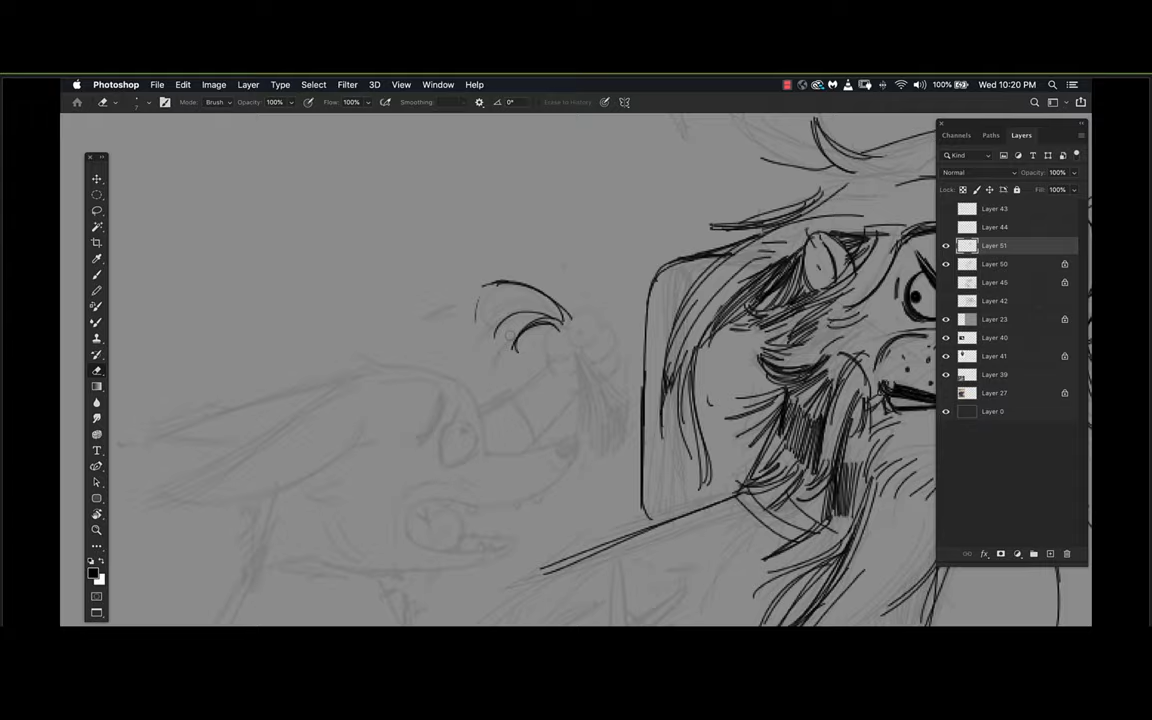 Photoshop File Edit Image Layer Type Select Filter 3D View Window Help 100% Wed 10:20 PM
Mode: Brush Opacity: 100% Flow: 100% Smoothing: 0° Erase to History
Channels Paths Layers
Kind
Normal Opacity: 100%
Lock: Fill: 100%
Layer 43
Layer 44
Layer 51
Layer 50
Layer 45
Layer 42
Layer 23
Layer 40
Layer 41
Layer 39
Layer 27
Layer 0